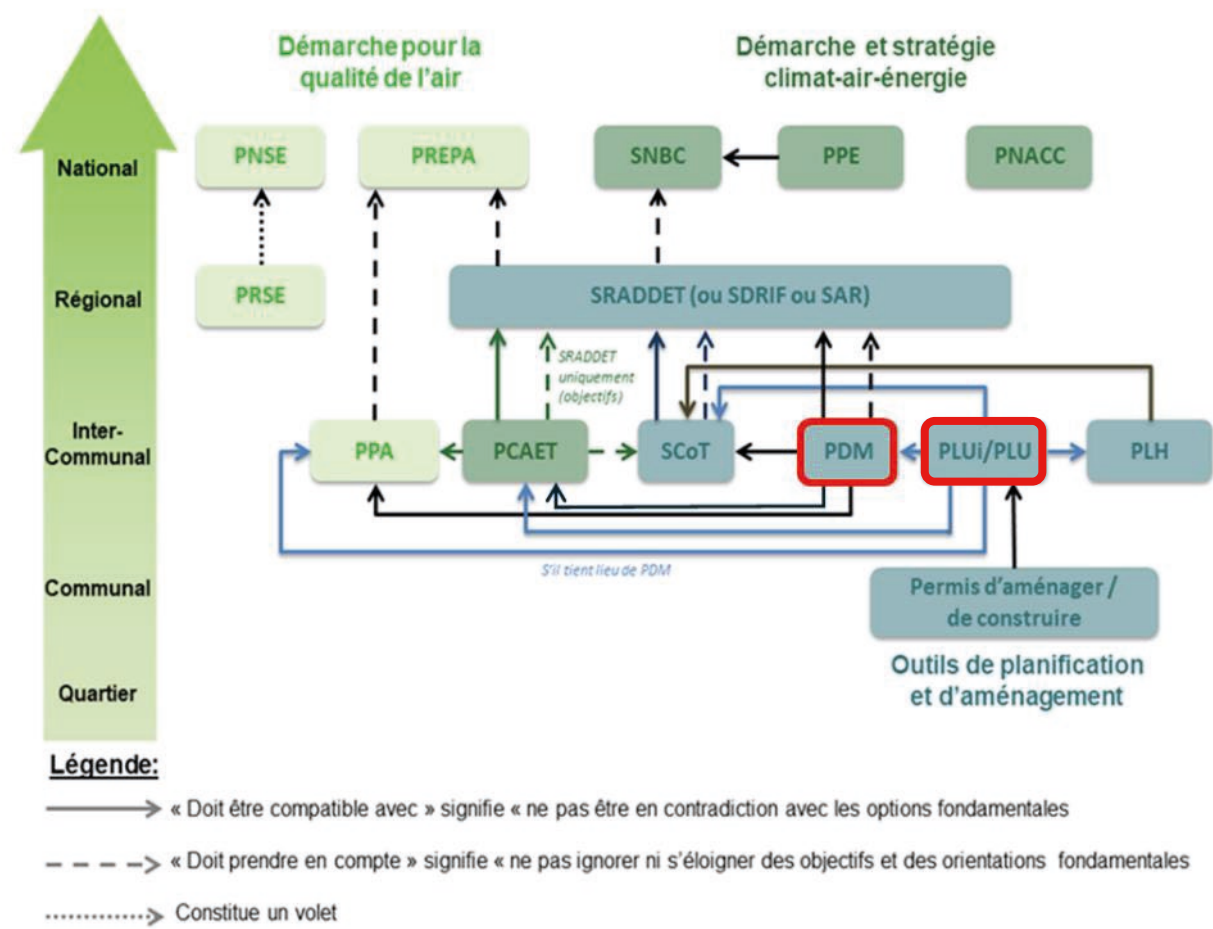 Démarche pour la
qualité de l'air
Démarche et stratégie
climat-air-énergie
National
PNSE
PREPA
SNBC
PPE
PNACC
Régional
PRSE
SRADDET (ou SDRIF ou SAR)
SRADDET
uniquement
(objectifs)
Inter-
Communal
PPA
PCAET
SCoT
PDM
PLUi/PLU
PLH
S'il tient lieu de PDM
Communal
Permis d'aménager /
de construire
Quartier
Outils de planification
et d'aménagement
Légende:
« Doit être compatible avec » signifie « ne pas être en contradiction avec les options fondamentales
« Doit prendre en compte » signifie « ne pas ignorer ni s'éloigner des objectifs et des orientations fondamentales
Constitue un volet